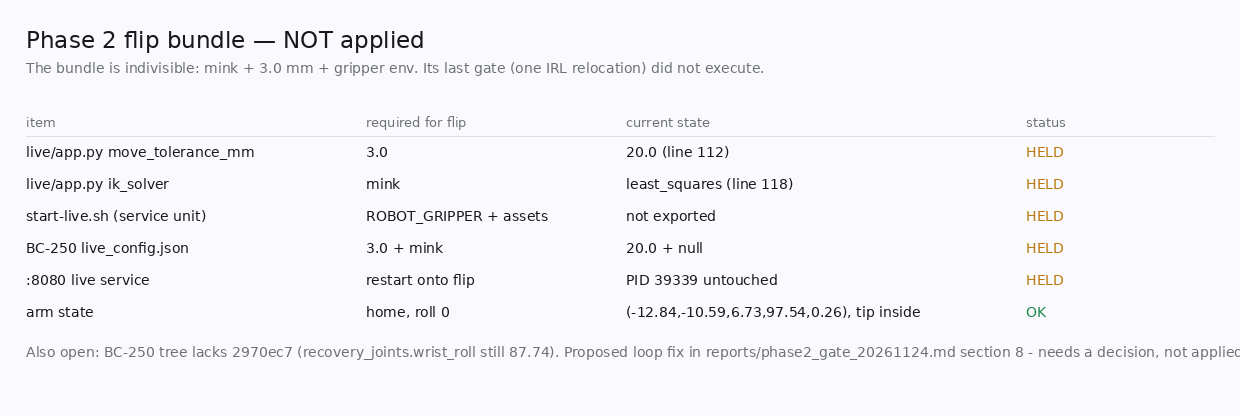 Phase 2 flip bundle — NOT applied
The bundle is indivisible: mink + 3.0 mm + gripper env. Its last gate (one IRL relocation) did not execute.
item required for flip current state status
live/app.py move_tolerance_mm 3.0 20.0 (line 112) HELD
live/app.py ik_solver mink least_squares (line 118) HELD
start-live.sh (service unit) ROBOT_GRIPPER + assets not exported HELD
BC-250 live_config.json 3.0 + mink 20.0 + null HELD
:8080 live service restart onto flip PID 39339 untouched HELD
arm state home, roll 0 (-12.84,-10.59,6.73,97.54,0.26), tip inside OK
Also open: BC-250 tree lacks 2970ec7 (recovery_joints.wrist_roll still 87.74). Proposed loop fix in reports/phase2_gate_20261124.md section 8 - needs a decision, not applied